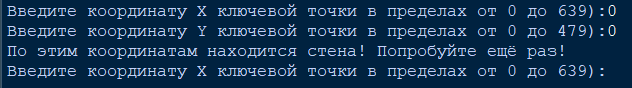 Введите координату X ключевой точки в пределах от 0 до 639):0
Введите координату Y ключевой точки в пределах от 0 до 479):0
По этим координатам находится стена! Попробуйте ещё раз!
Введите координату X ключевой точки в пределах от 0 до 639):